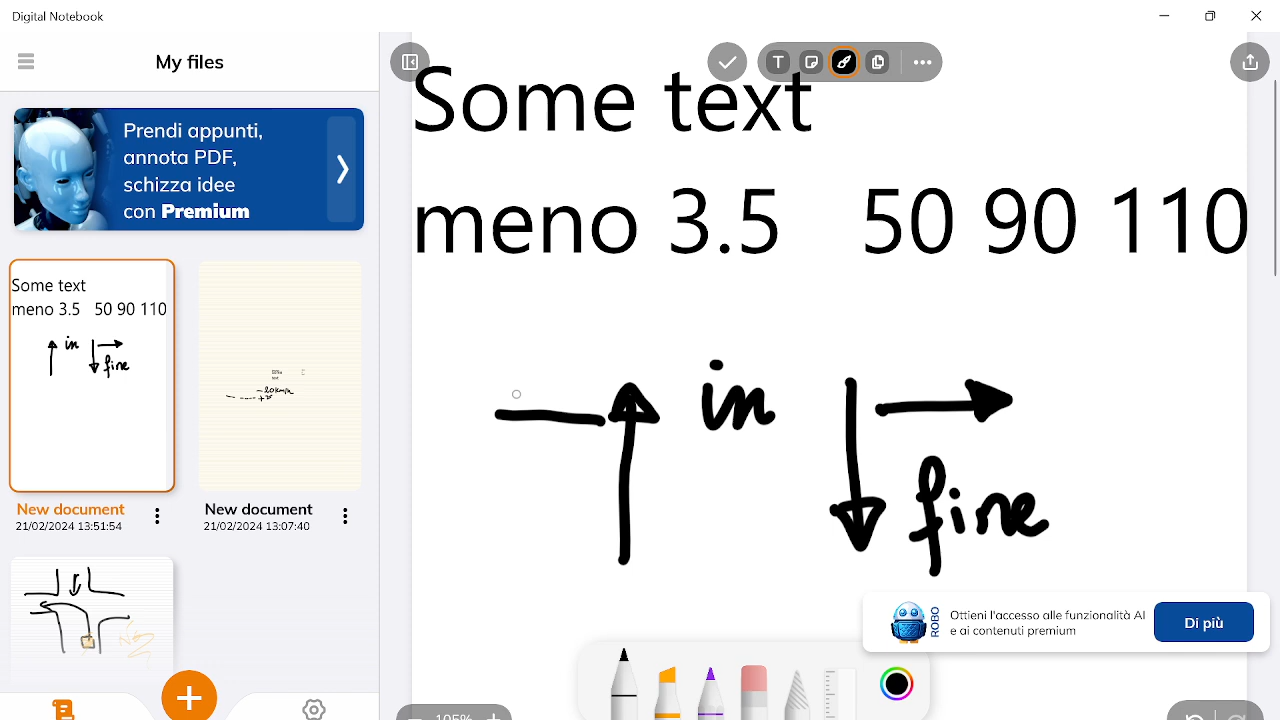 Digital Notebook
My files
Prendi appunti,
annota PDF,
schizza idee
con Premium
Some text
meno 3.5 50 90 110
in
fine
New document
21/02/2024 13:51:54
New document
21/02/2024 13:07:40
T
Some text
meno 3.5 50 90 110
in
fine
ROBO
Ottieni l'accesso alle funzionalità AI
e ai contenuti premium
Di più
105%